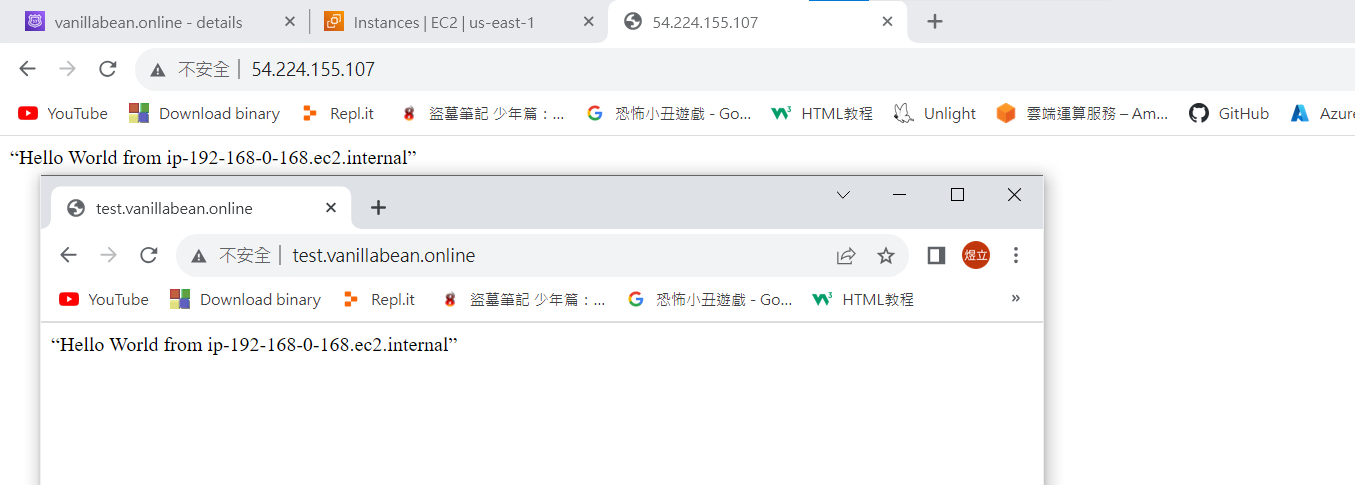 vanillabean.online - details
Instances | EC2 | us-east-1
54.224.155.107
不安全 | 54.224.155.107
YouTube Download binary Repl.it 盜墓筆記 少年篇：... 恐怖小丑遊戲 - Go... HTML教程 Unlight 雲端運算服務 – Am... GitHub Azure
“Hello World from ip-192-168-0-168.ec2.internal”
test.vanillabean.online
不安全 | test.vanillabean.online 煜立
YouTube Download binary Repl.it 盜墓筆記 少年篇：... 恐怖小丑遊戲 - Go... HTML教程 »
“Hello World from ip-192-168-0-168.ec2.internal”